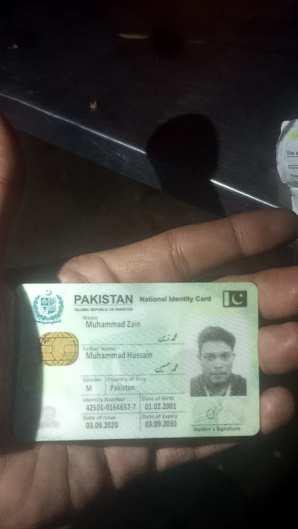 PAKISTAN National Identity Card
ISLAMIC REPUBLIC OF PAKISTAN
Name
Muhammad Zain
محمد زین
Father Name
Muhammad Hussain
محمد حسین
Gender Country of Stay
M Pakistan
Identity Number Date of Birth
42501-0164657-7 01.02.2001
Date of Issue Date of Expiry
03.09.2020 03.09.2030
Holder's Signature